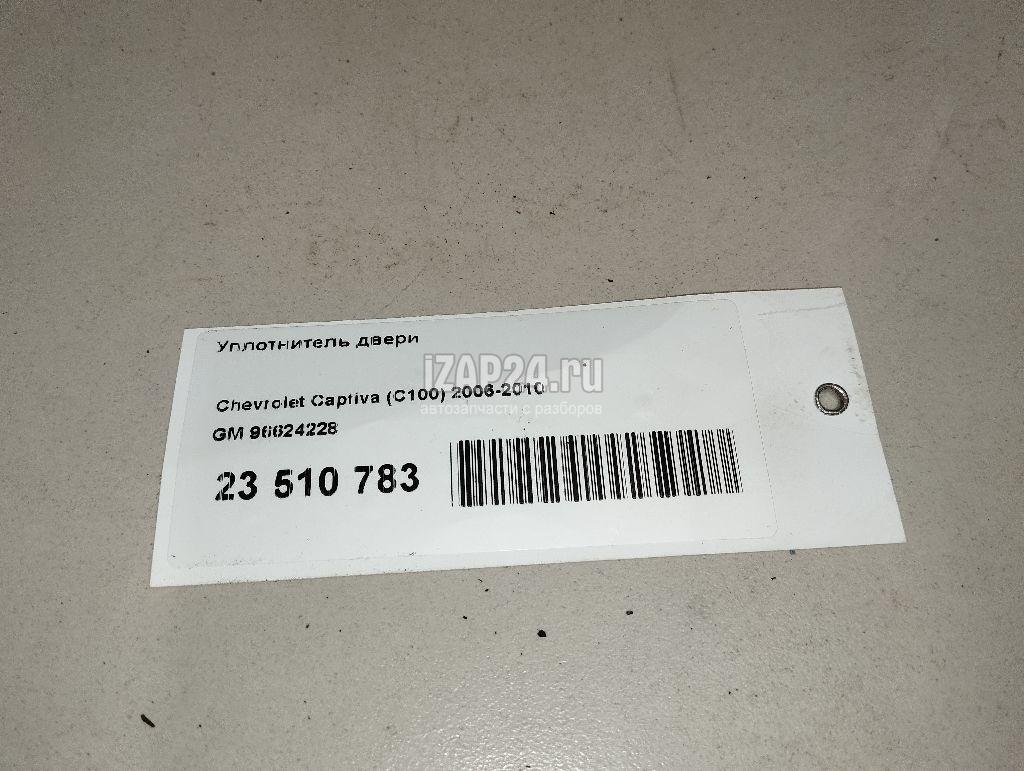 Уплотнитель двери
iZAP24.ru
Chevrolet Captiva (C100) 2006-2010
автозапчасти с разборов
GM 96624228
23 510 783